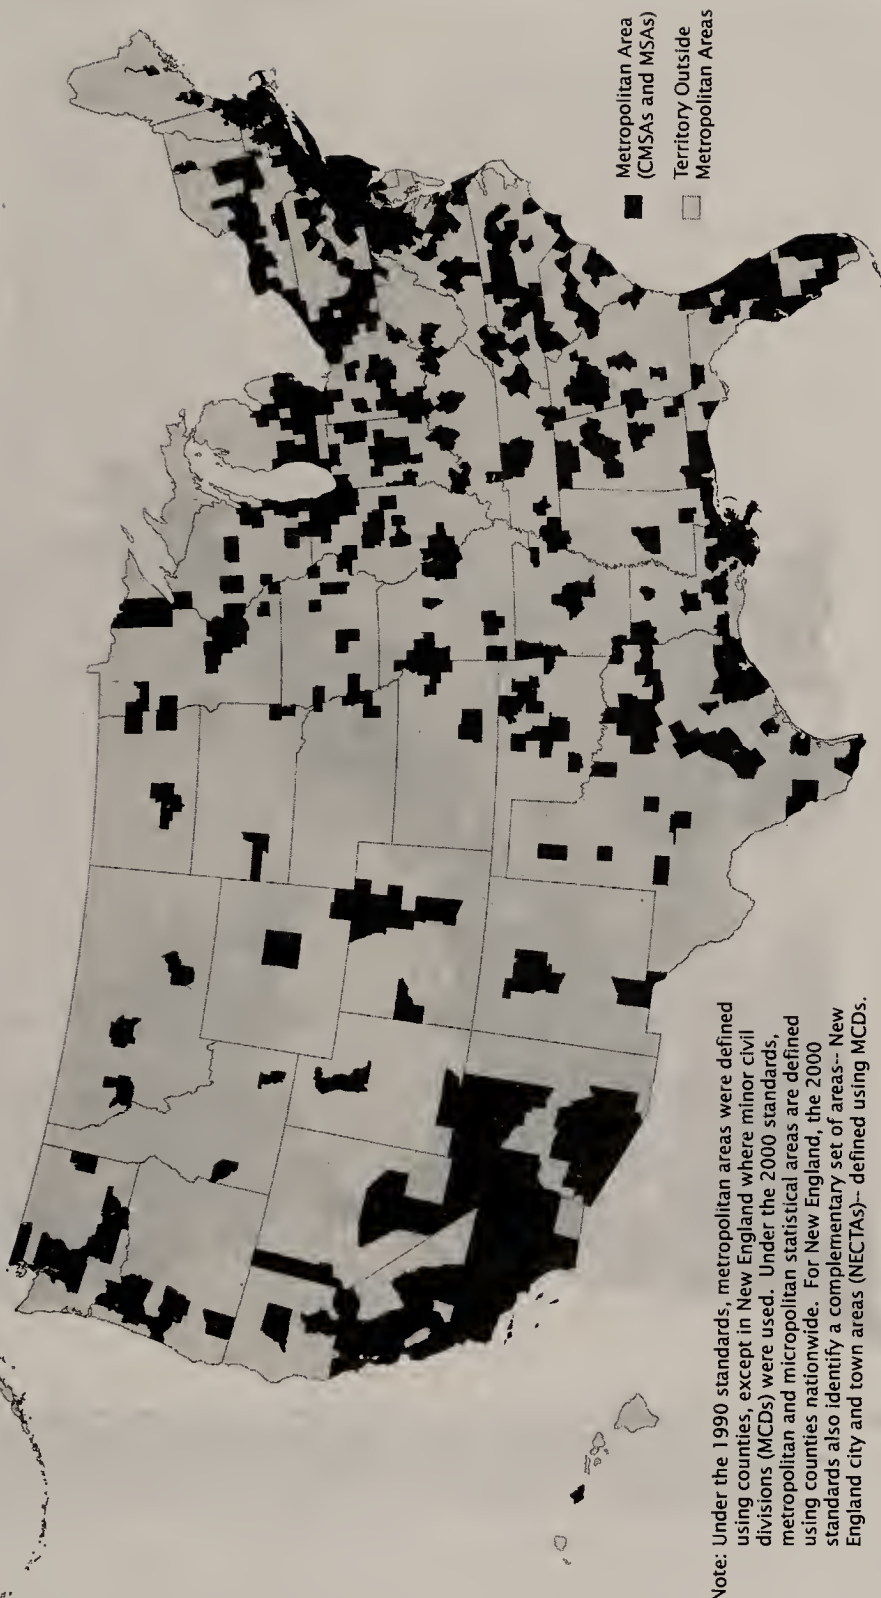 Metropolitan Area
(CMSAs and MSAs)
Territory Outside
Metropolitan Areas
Note: Under the 1990 standards, metropolitan areas were defined
using counties, except in New England where minor civil
divisions (MCDs) were used. Under the 2000 standards,
metropolitan and micropolitan statistical areas are defined
using counties nationwide. For New England, the 2000
standards also identify a complementary set of areas-- New
England city and town areas (NECTAs)-- defined using MCDs.